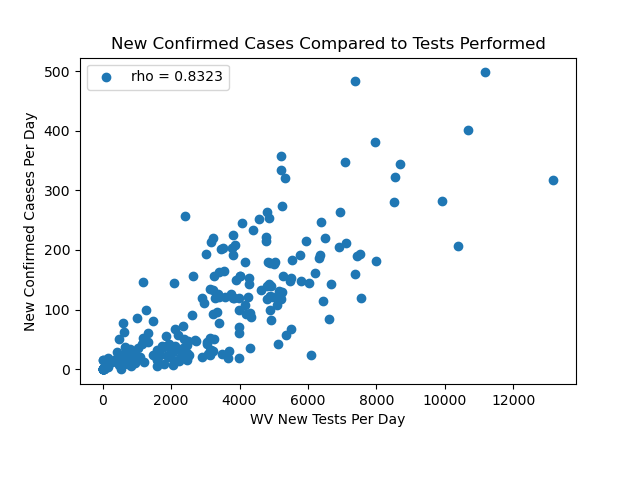 New Confirmed Cases Compared to Tests Performed
rho = 0.8323
500
400
300
200
100
0
New Confirmed Caeses Per Day
0 2000 4000 6000 8000 10000 12000
WV New Tests Per Day